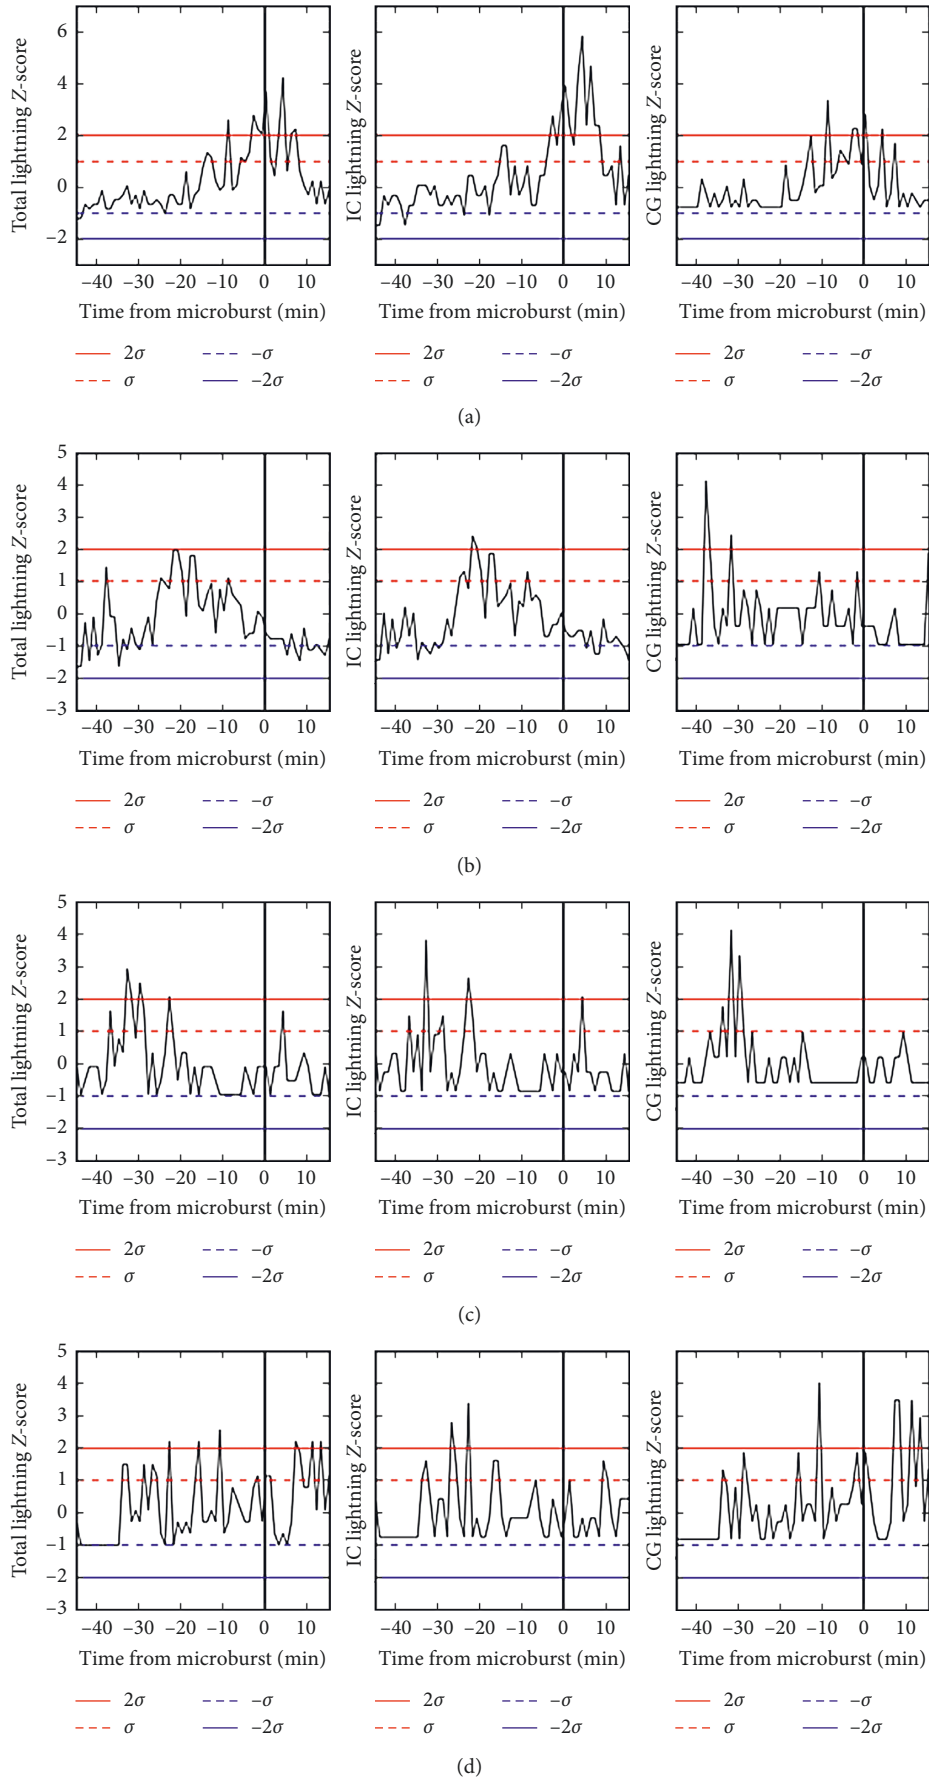 Total lightning Z-score
6
4
2
0
−2
−40 −30 −20 −10 0 10
Time from microburst (min)
IC lightning Z-score
−40 −30 −20 −10 0 10
Time from microburst (min)
CG lightning Z-score
−40 −30 −20 −10 0 10
Time from microburst (min)
2σ −σ
σ −2σ
2σ −σ
σ −2σ
2σ −σ
σ −2σ
(a)
Total lightning Z-score
5
4
3
2
1
0
−1
−2
−3
−40 −30 −20 −10 0 10
Time from microburst (min)
IC lightning Z-score
−40 −30 −20 −10 0 10
Time from microburst (min)
CG lightning Z-score
−40 −30 −20 −10 0 10
Time from microburst (min)
2σ −σ
σ −2σ
2σ −σ
σ −2σ
2σ −σ
σ −2σ
(b)
Total lightning Z-score
5
4
3
2
1
0
−1
−2
−3
−40 −30 −20 −10 0 10
Time from microburst (min)
IC lightning Z-score
−40 −30 −20 −10 0 10
Time from microburst (min)
CG lightning Z-score
−40 −30 −20 −10 0 10
Time from microburst (min)
2σ −σ
σ −2σ
2σ −σ
σ −2σ
2σ −σ
σ −2σ
(c)
Total lightning Z-score
5
4
3
2
1
0
−1
−2
−3
−40 −30 −20 −10 0 10
Time from microburst (min)
IC lightning Z-score
−40 −30 −20 −10 0 10
Time from microburst (min)
CG lightning Z-score
−40 −30 −20 −10 0 10
Time from microburst (min)
2σ −σ
σ −2σ
2σ −σ
σ −2σ
2σ −σ
σ −2σ
(d)